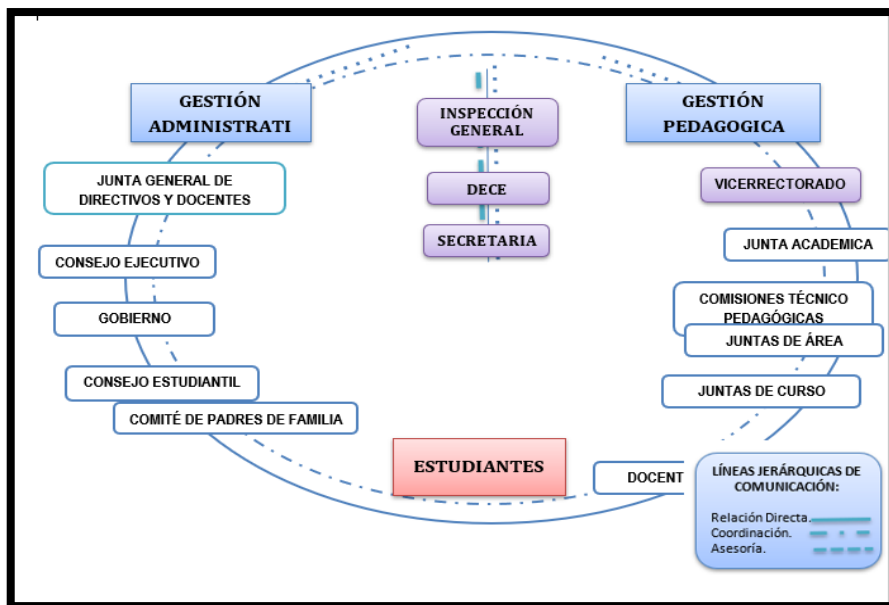 GESTIÓN
ADMINISTRATI
JUNTA GENERAL DE
DIRECTIVOS Y DOCENTES
CONSEJO EJECUTIVO
GOBIERNO
CONSEJO ESTUDIANTIL
COMITÉ DE PADRES DE FAMILIA
INSPECCIÓN
GENERAL
DECE
SECRETARIA
ESTUDIANTES
GESTIÓN
PEDAGOGICA
VICERRECTORADO
JUNTA ACADEMICA
COMISIONES TÉCNICO
PEDAGÓGICAS
JUNTAS DE ÁREA
JUNTAS DE CURSO
DOCENT
LÍNEAS JERÁRQUICAS DE
COMUNICACIÓN:
Relación Directa.
Coordinación.
Asesoría.